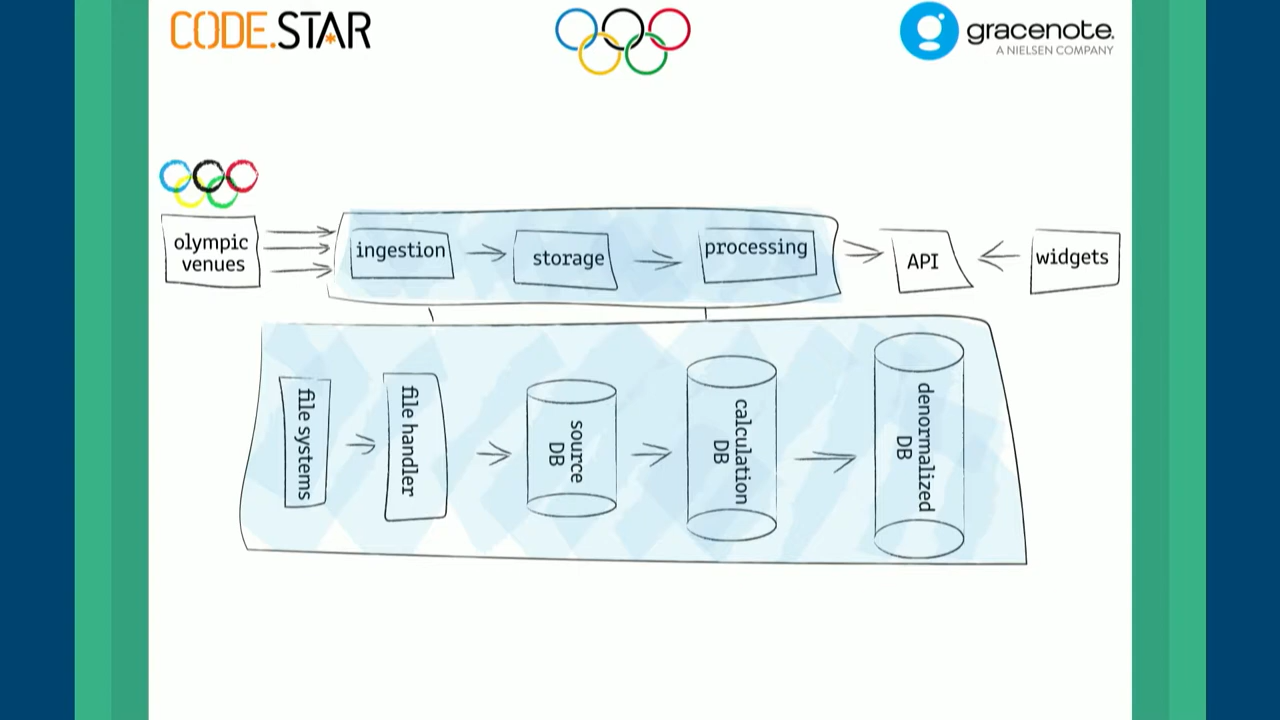 CODE.STAR
gracenote.
A NIELSEN COMPANY
olympic
venues
ingestion
storage
processing
API
widgets
file systems
file handler
source
DB
calculation
DB
denormalized
DB